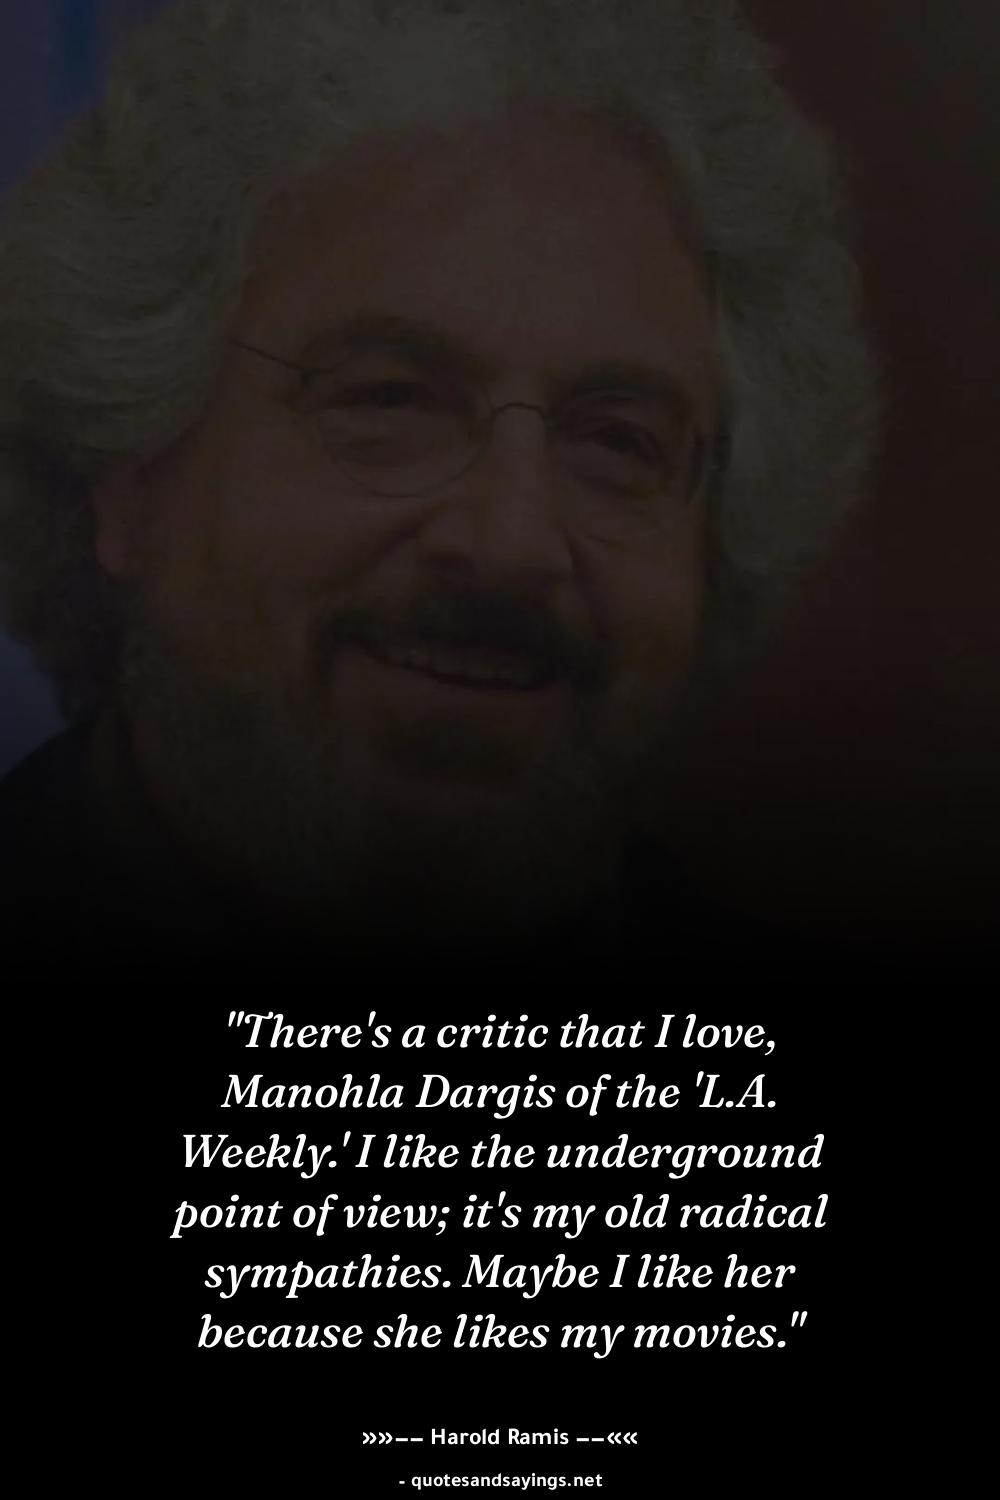 "There's a critic that I love,
Manohla Dargis of the 'L.A.
Weekly.' I like the underground
point of view; it's my old radical
sympathies. Maybe I like her
because she likes my movies."
»»–– Harold Ramis ––««
- quotesandsayings.net